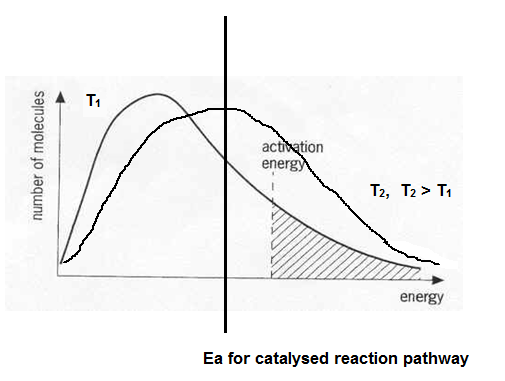 number of molecules
T1
activation
energy
T2, T2 > T1
energy
Ea for catalysed reaction pathway